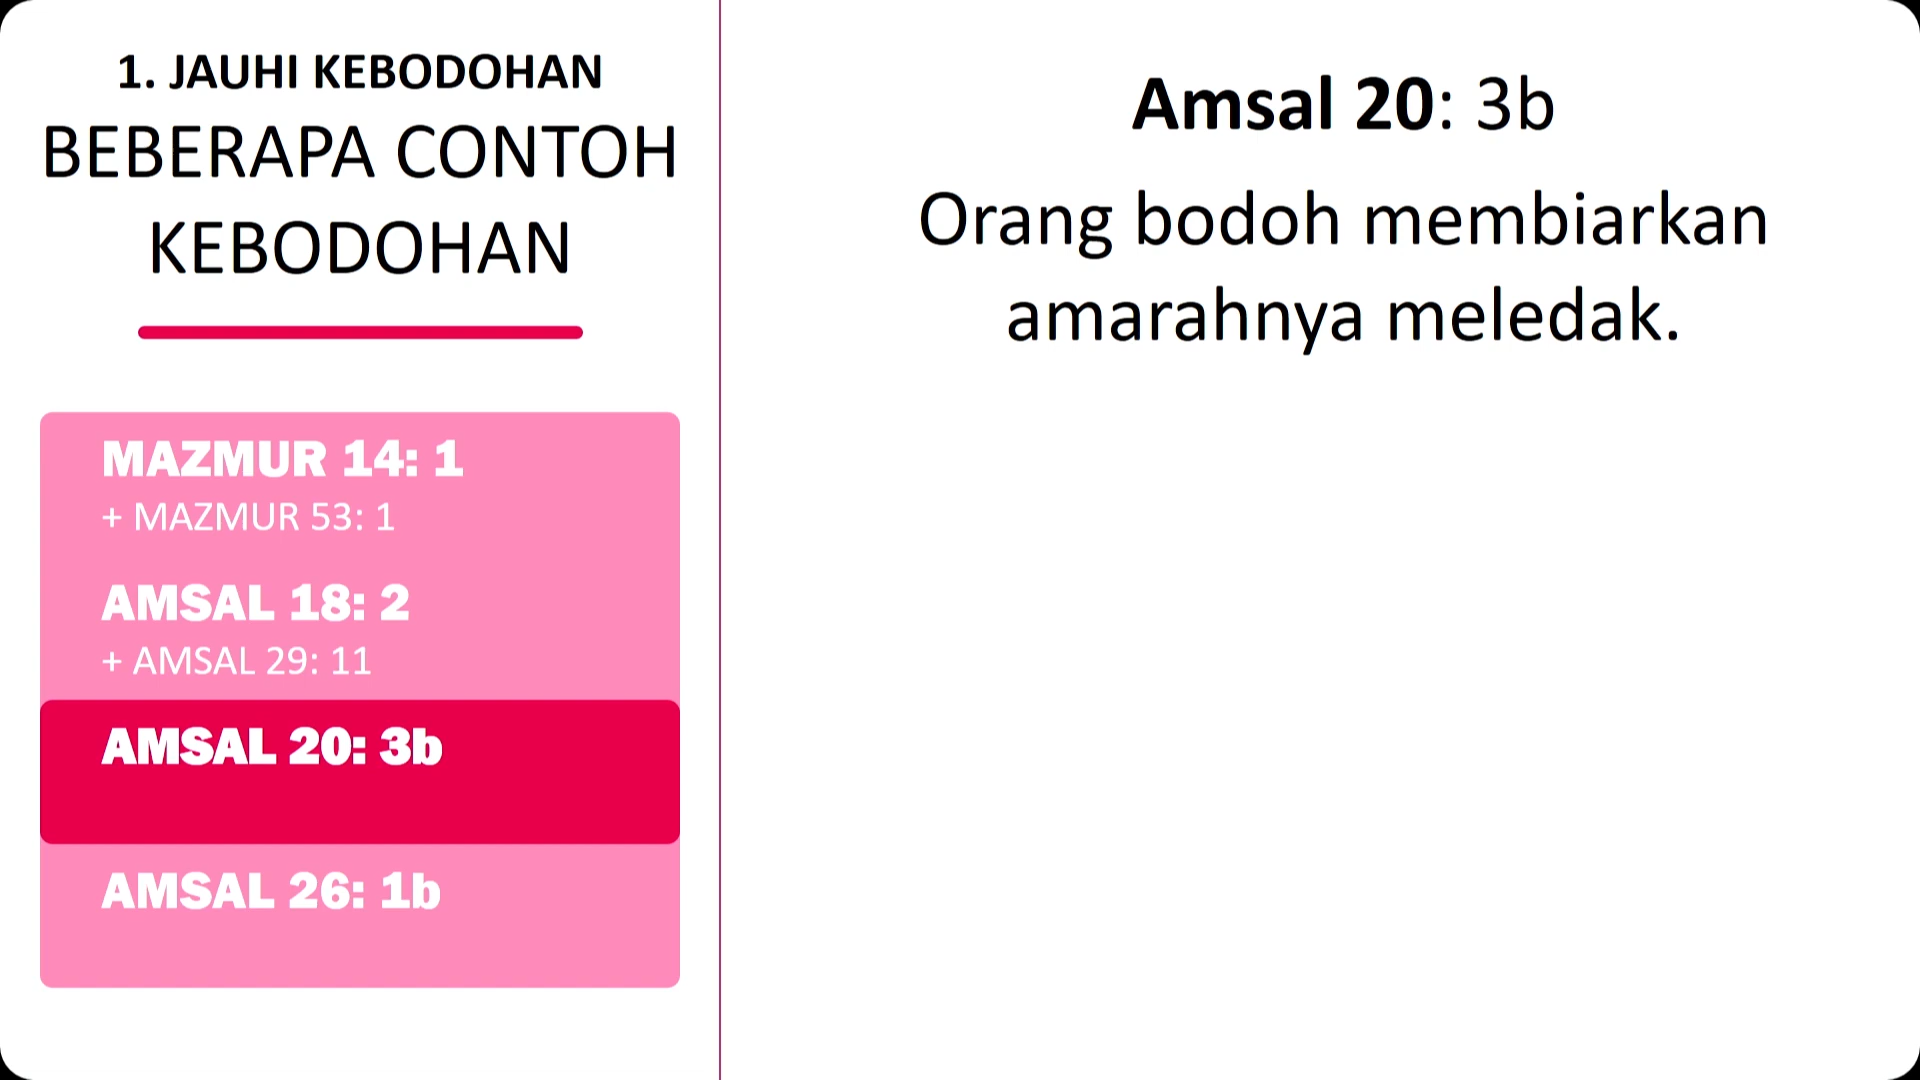 1. JAUHI KEBODOHAN
BEBERAPA CONTOH
KEBODOHAN
MAZMUR 14: 1
+ MAZMUR 53: 1
AMSAL 18: 2
+ AMSAL 29: 11
AMSAL 20: 3b
AMSAL 26: 1b
Amsal 20: 3b
Orang bodoh membiarkan
amarahnya meledak.